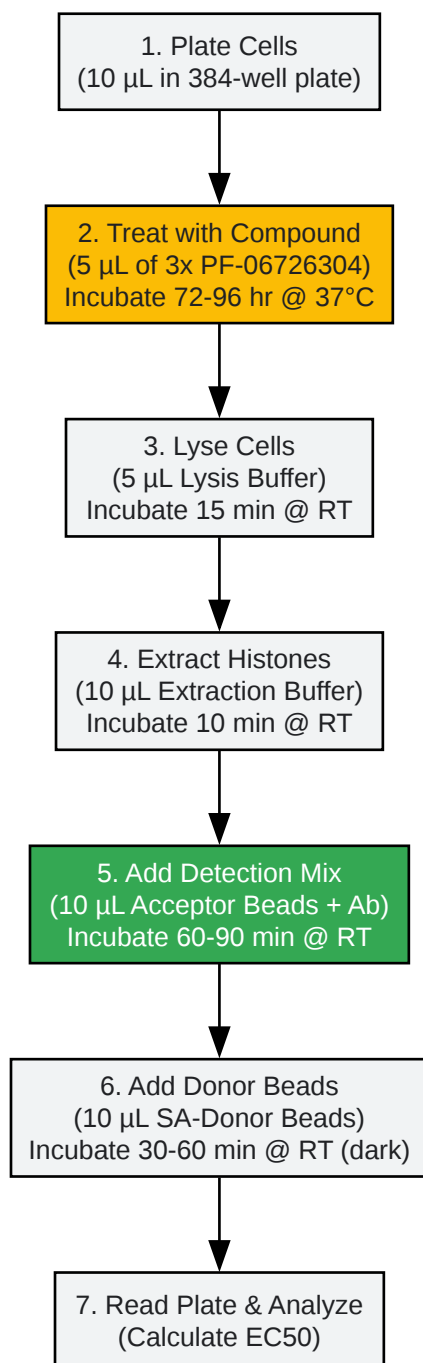 1. Plate Cells
(10 µL in 384-well plate)
2. Treat with Compound
(5 µL of 3x PF-06726304)
Incubate 72-96 hr @ 37°C
3. Lyse Cells
(5 µL Lysis Buffer)
Incubate 15 min @ RT
4. Extract Histones
(10 µL Extraction Buffer)
Incubate 10 min @ RT
5. Add Detection Mix
(10 µL Acceptor Beads + Ab)
Incubate 60-90 min @ RT
6. Add Donor Beads
(10 µL SA-Donor Beads)
Incubate 30-60 min @ RT (dark)
7. Read Plate & Analyze
(Calculate EC50)